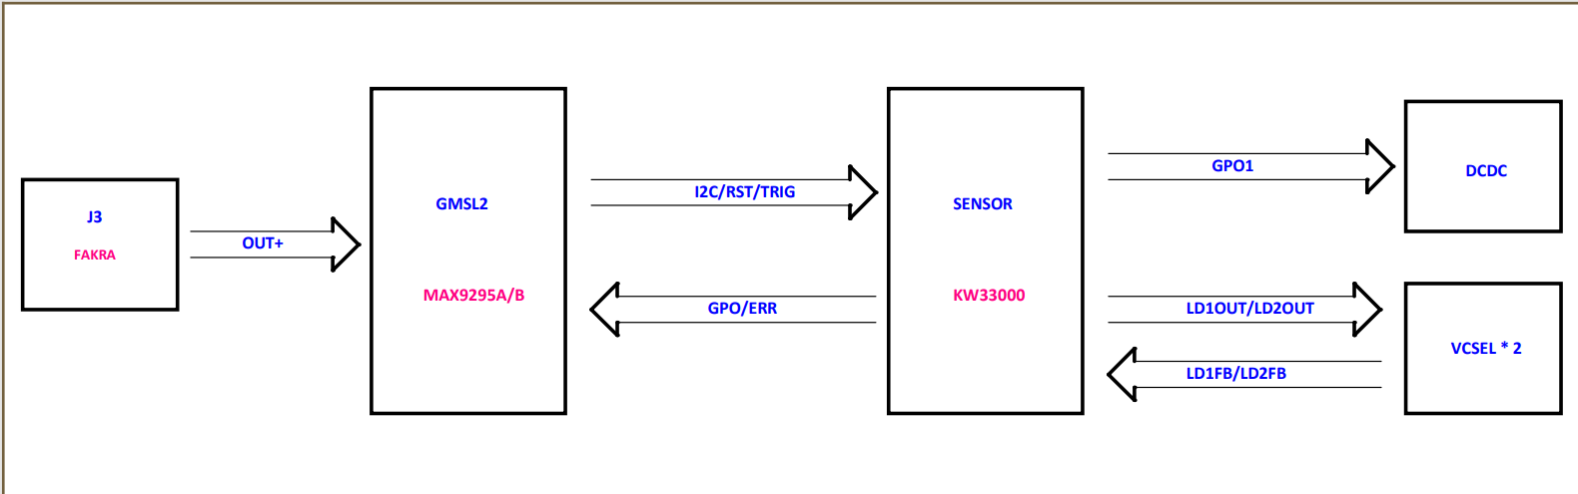 J3
FAKRA
OUT+
GMSL2
MAX9295A/B
I2C/RST/TRIG
GPO/ERR
SENSOR
KW33000
GPO1
LD1OUT/LD2OUT
LD1FB/LD2FB
DCDC
VCSEL * 2